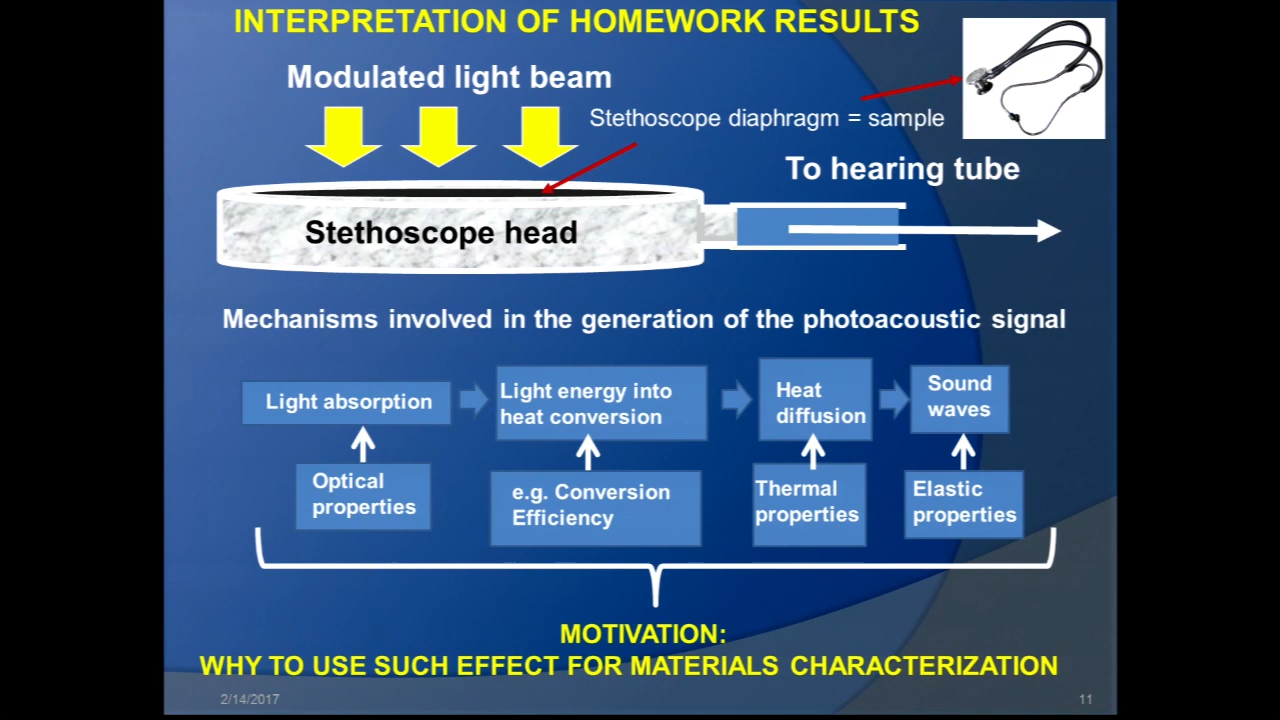 INTERPRETATION OF HOMEWORK RESULTS
Modulated light beam
Stethoscope diaphragm = sample
To hearing tube
Stethoscope head
Mechanisms involved in the generation of the photoacoustic signal
Light absorption
Light energy into
heat conversion
Heat
diffusion
Sound
waves
Optical
properties
e.g. Conversion
Efficiency
Thermal
properties
Elastic
properties
MOTIVATION:
WHY TO USE SUCH EFFECT FOR MATERIALS CHARACTERIZATION
2/14/2017
11